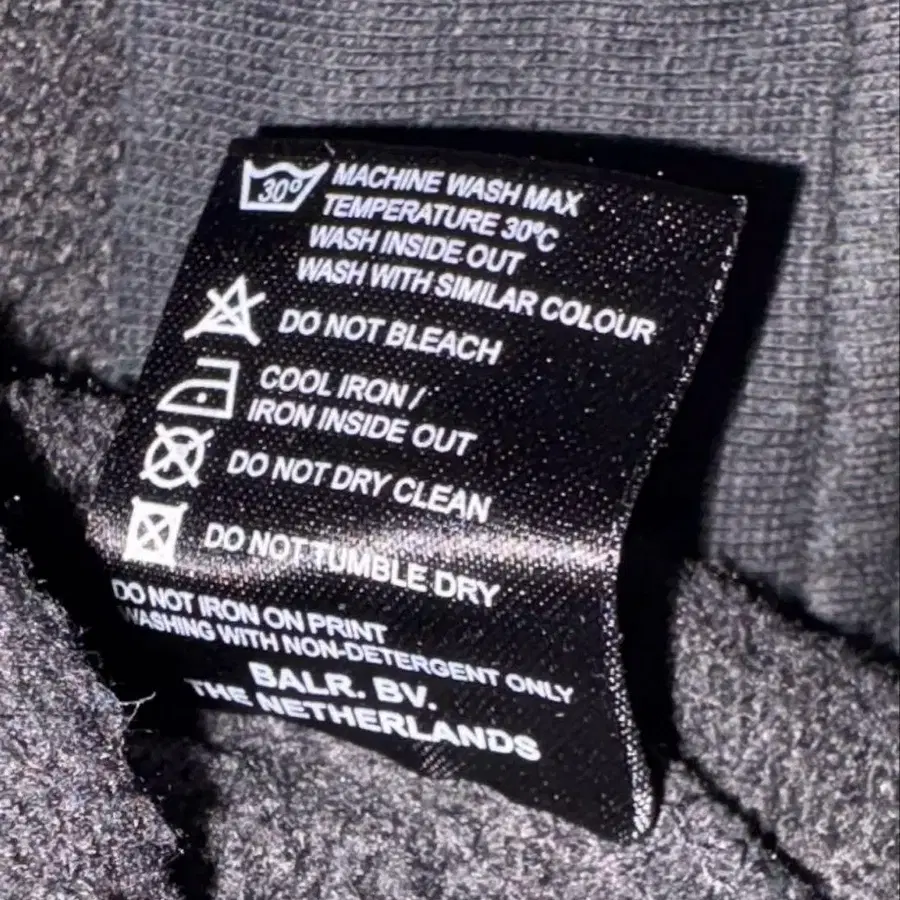 30º MACHINE WASH MAX
TEMPERATURE 30ºC
WASH INSIDE OUT
WASH WITH SIMILAR COLOUR
DO NOT BLEACH
COOL IRON /
IRON INSIDE OUT
DO NOT DRY CLEAN
DO NOT TUMBLE DRY
DO NOT IRON ON PRINT
WASHING WITH NON-DETERGENT ONLY
BALR. BV.
THE NETHERLANDS